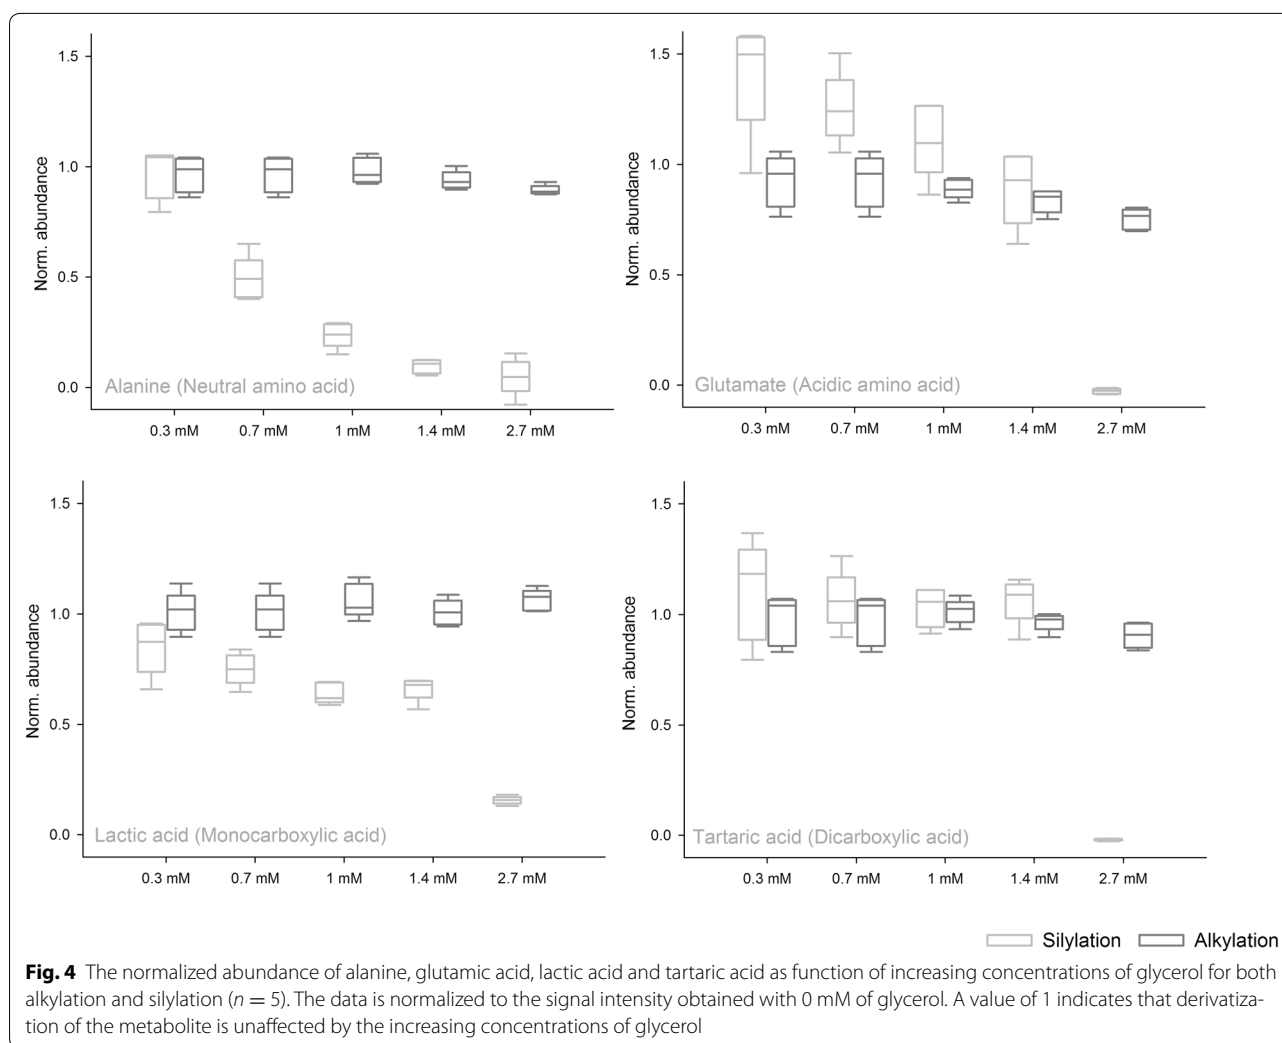 1.5
1.0
0.5
0.0
Norm. abundance
Alanine (Neutral amino acid)
0.3 mM 0.7 mM 1 mM 1.4 mM 2.7 mM
1.5
1.0
0.5
0.0
Norm. abundance
Glutamate (Acidic amino acid)
0.3 mM 0.7 mM 1 mM 1.4 mM 2.7 mM
1.5
1.0
0.5
0.0
Norm. abundance
Lactic acid (Monocarboxylic acid)
0.3 mM 0.7 mM 1 mM 1.4 mM 2.7 mM
1.5
1.0
0.5
0.0
Norm. abundance
Tartaric acid (Dicarboxylic acid)
0.3 mM 0.7 mM 1 mM 1.4 mM 2.7 mM
Silylation Alkylation
Fig. 4 The normalized abundance of alanine, glutamic acid, lactic acid and tartaric acid as function of increasing concentrations of glycerol for both
alkylation and silylation (n = 5). The data is normalized to the signal intensity obtained with 0 mM of glycerol. A value of 1 indicates that derivatiza-
tion of the metabolite is unaffected by the increasing concentrations of glycerol